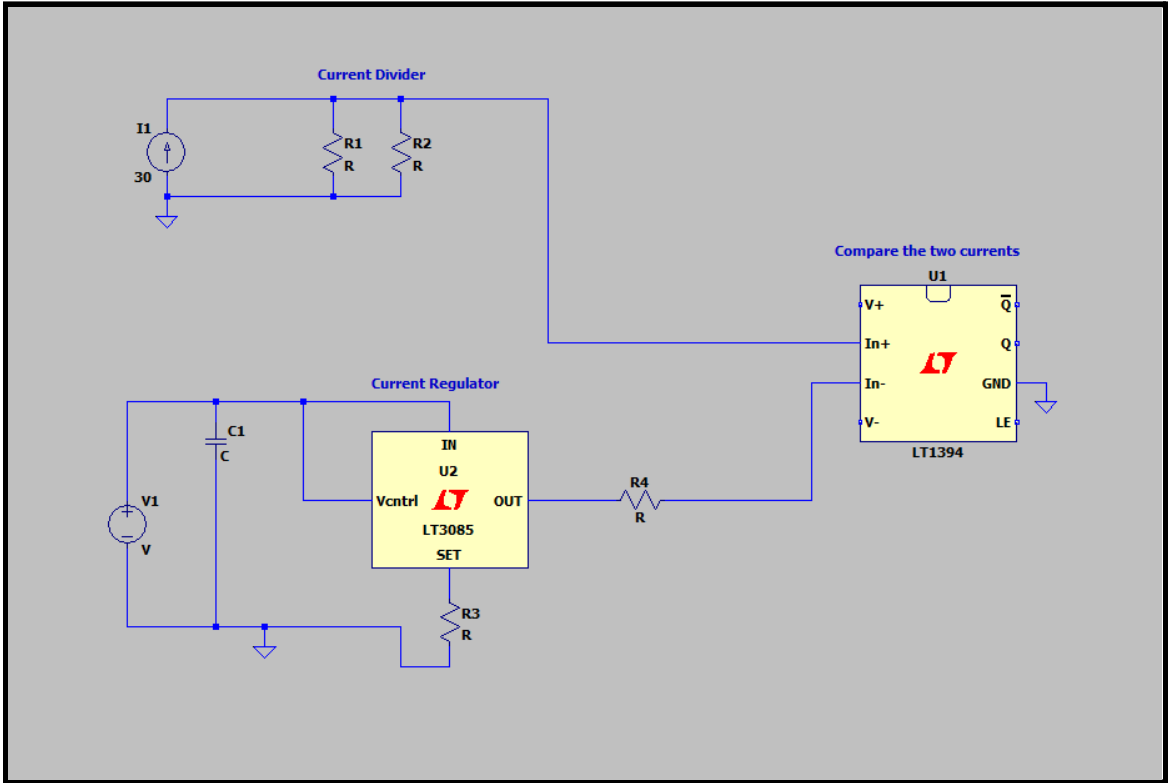 Current Divider
I1
30
R1
R
R2
R
Compare the two currents
U1
V+
Q
In+
Q
In-
GND
V-
LE
LT1394
Current Regulator
C1
C
V1
V
IN
U2
Vcntrl
OUT
LT3085
SET
R3
R
R4
R